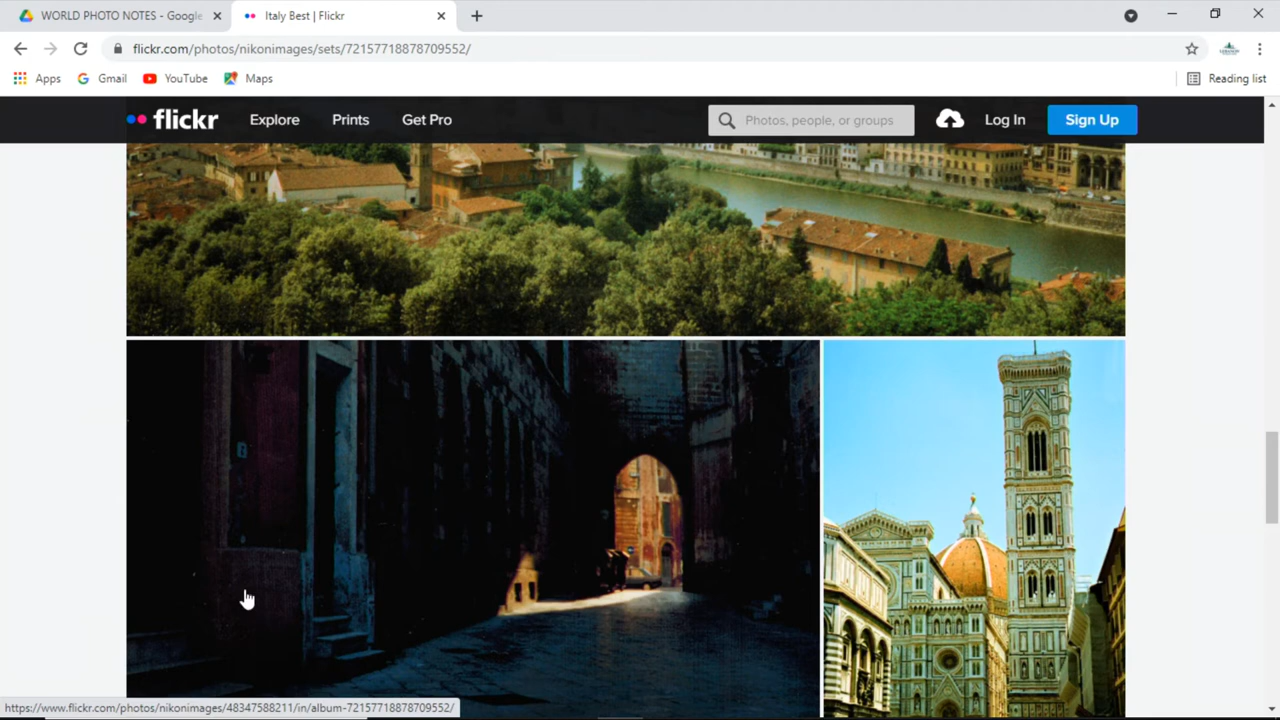 WORLD PHOTO NOTES - Google
Italy Best | Flickr
flickr.com/photos/nikonimages/sets/72157718878709552/
Apps Gmail YouTube Maps Reading list
flickr Explore Prints Get Pro Photos, people, or groups Log In Sign Up
https://www.flickr.com/photos/nikonimages/48347588211/in/album-72157718878709552/